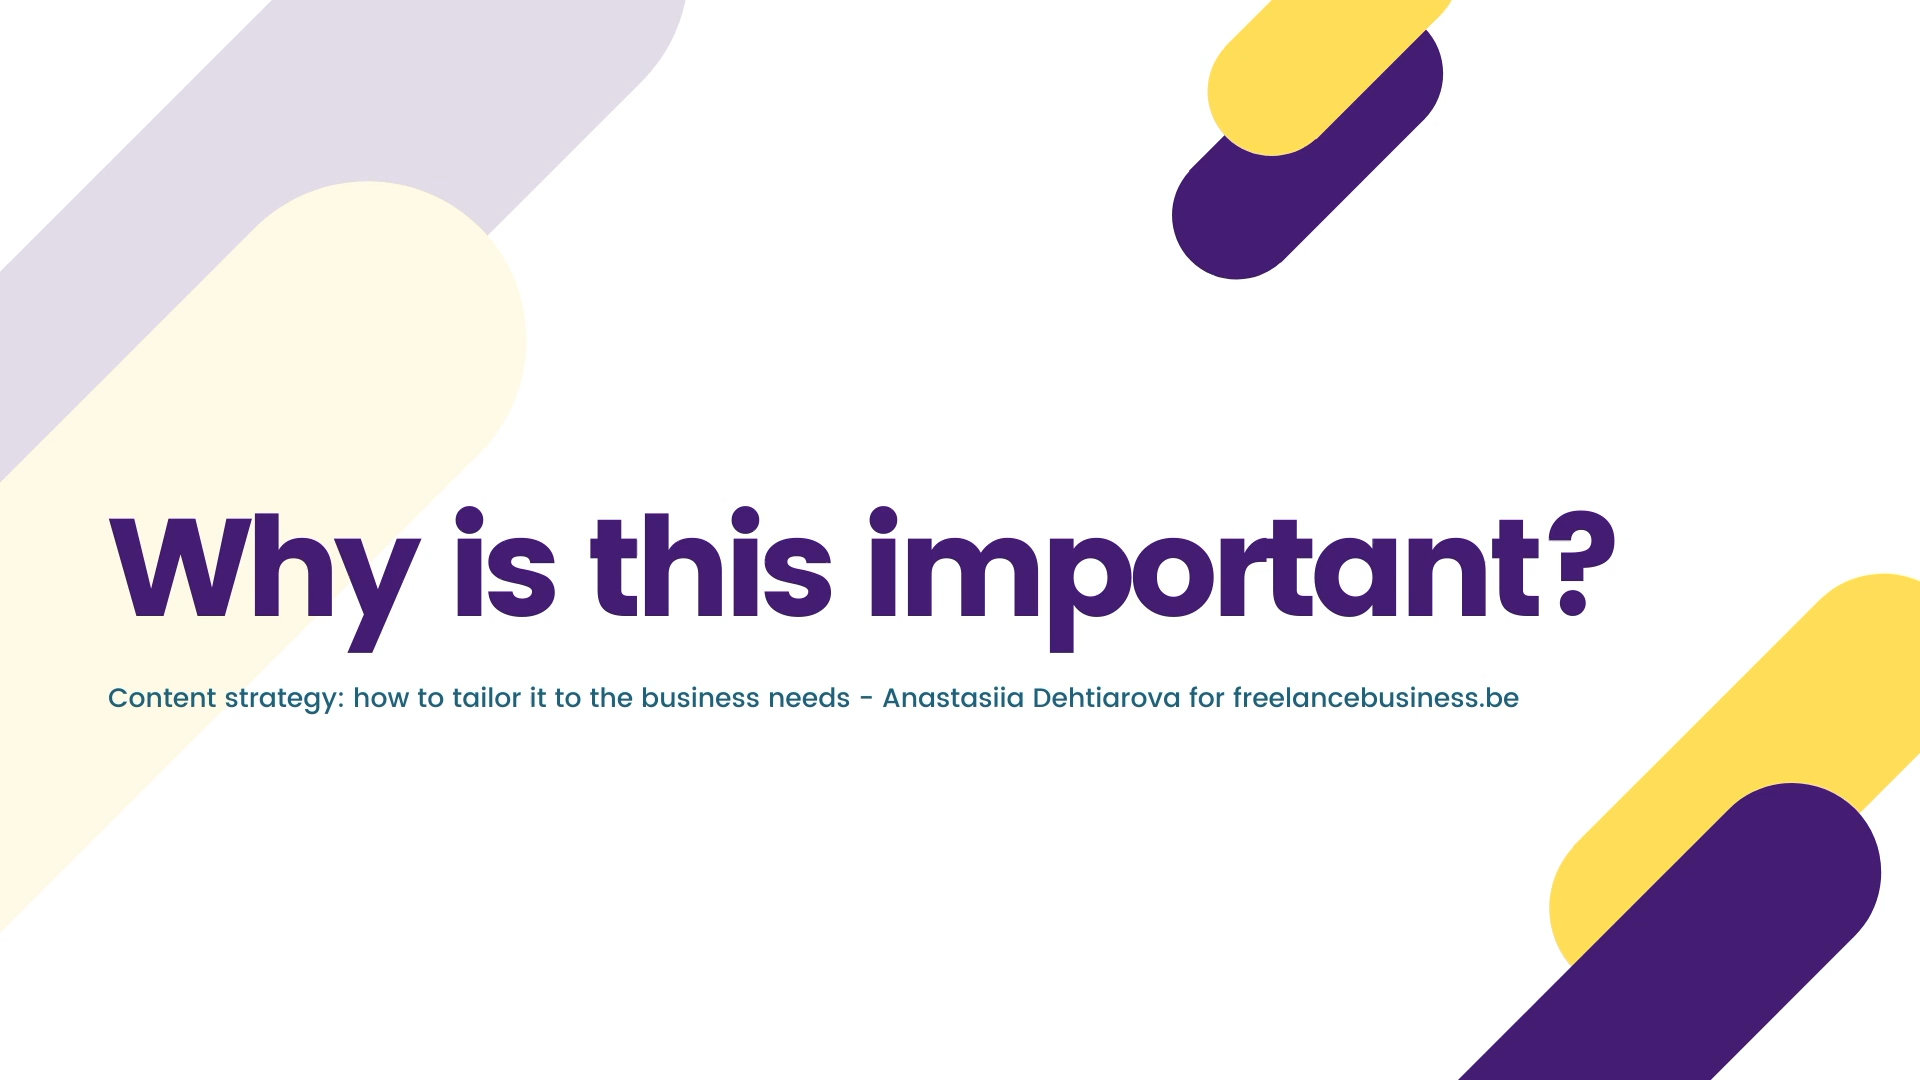 Why is this important?
Content strategy: how to tailor it to the business needs - Anastasiia Dehtiarova for freelancebusiness.be